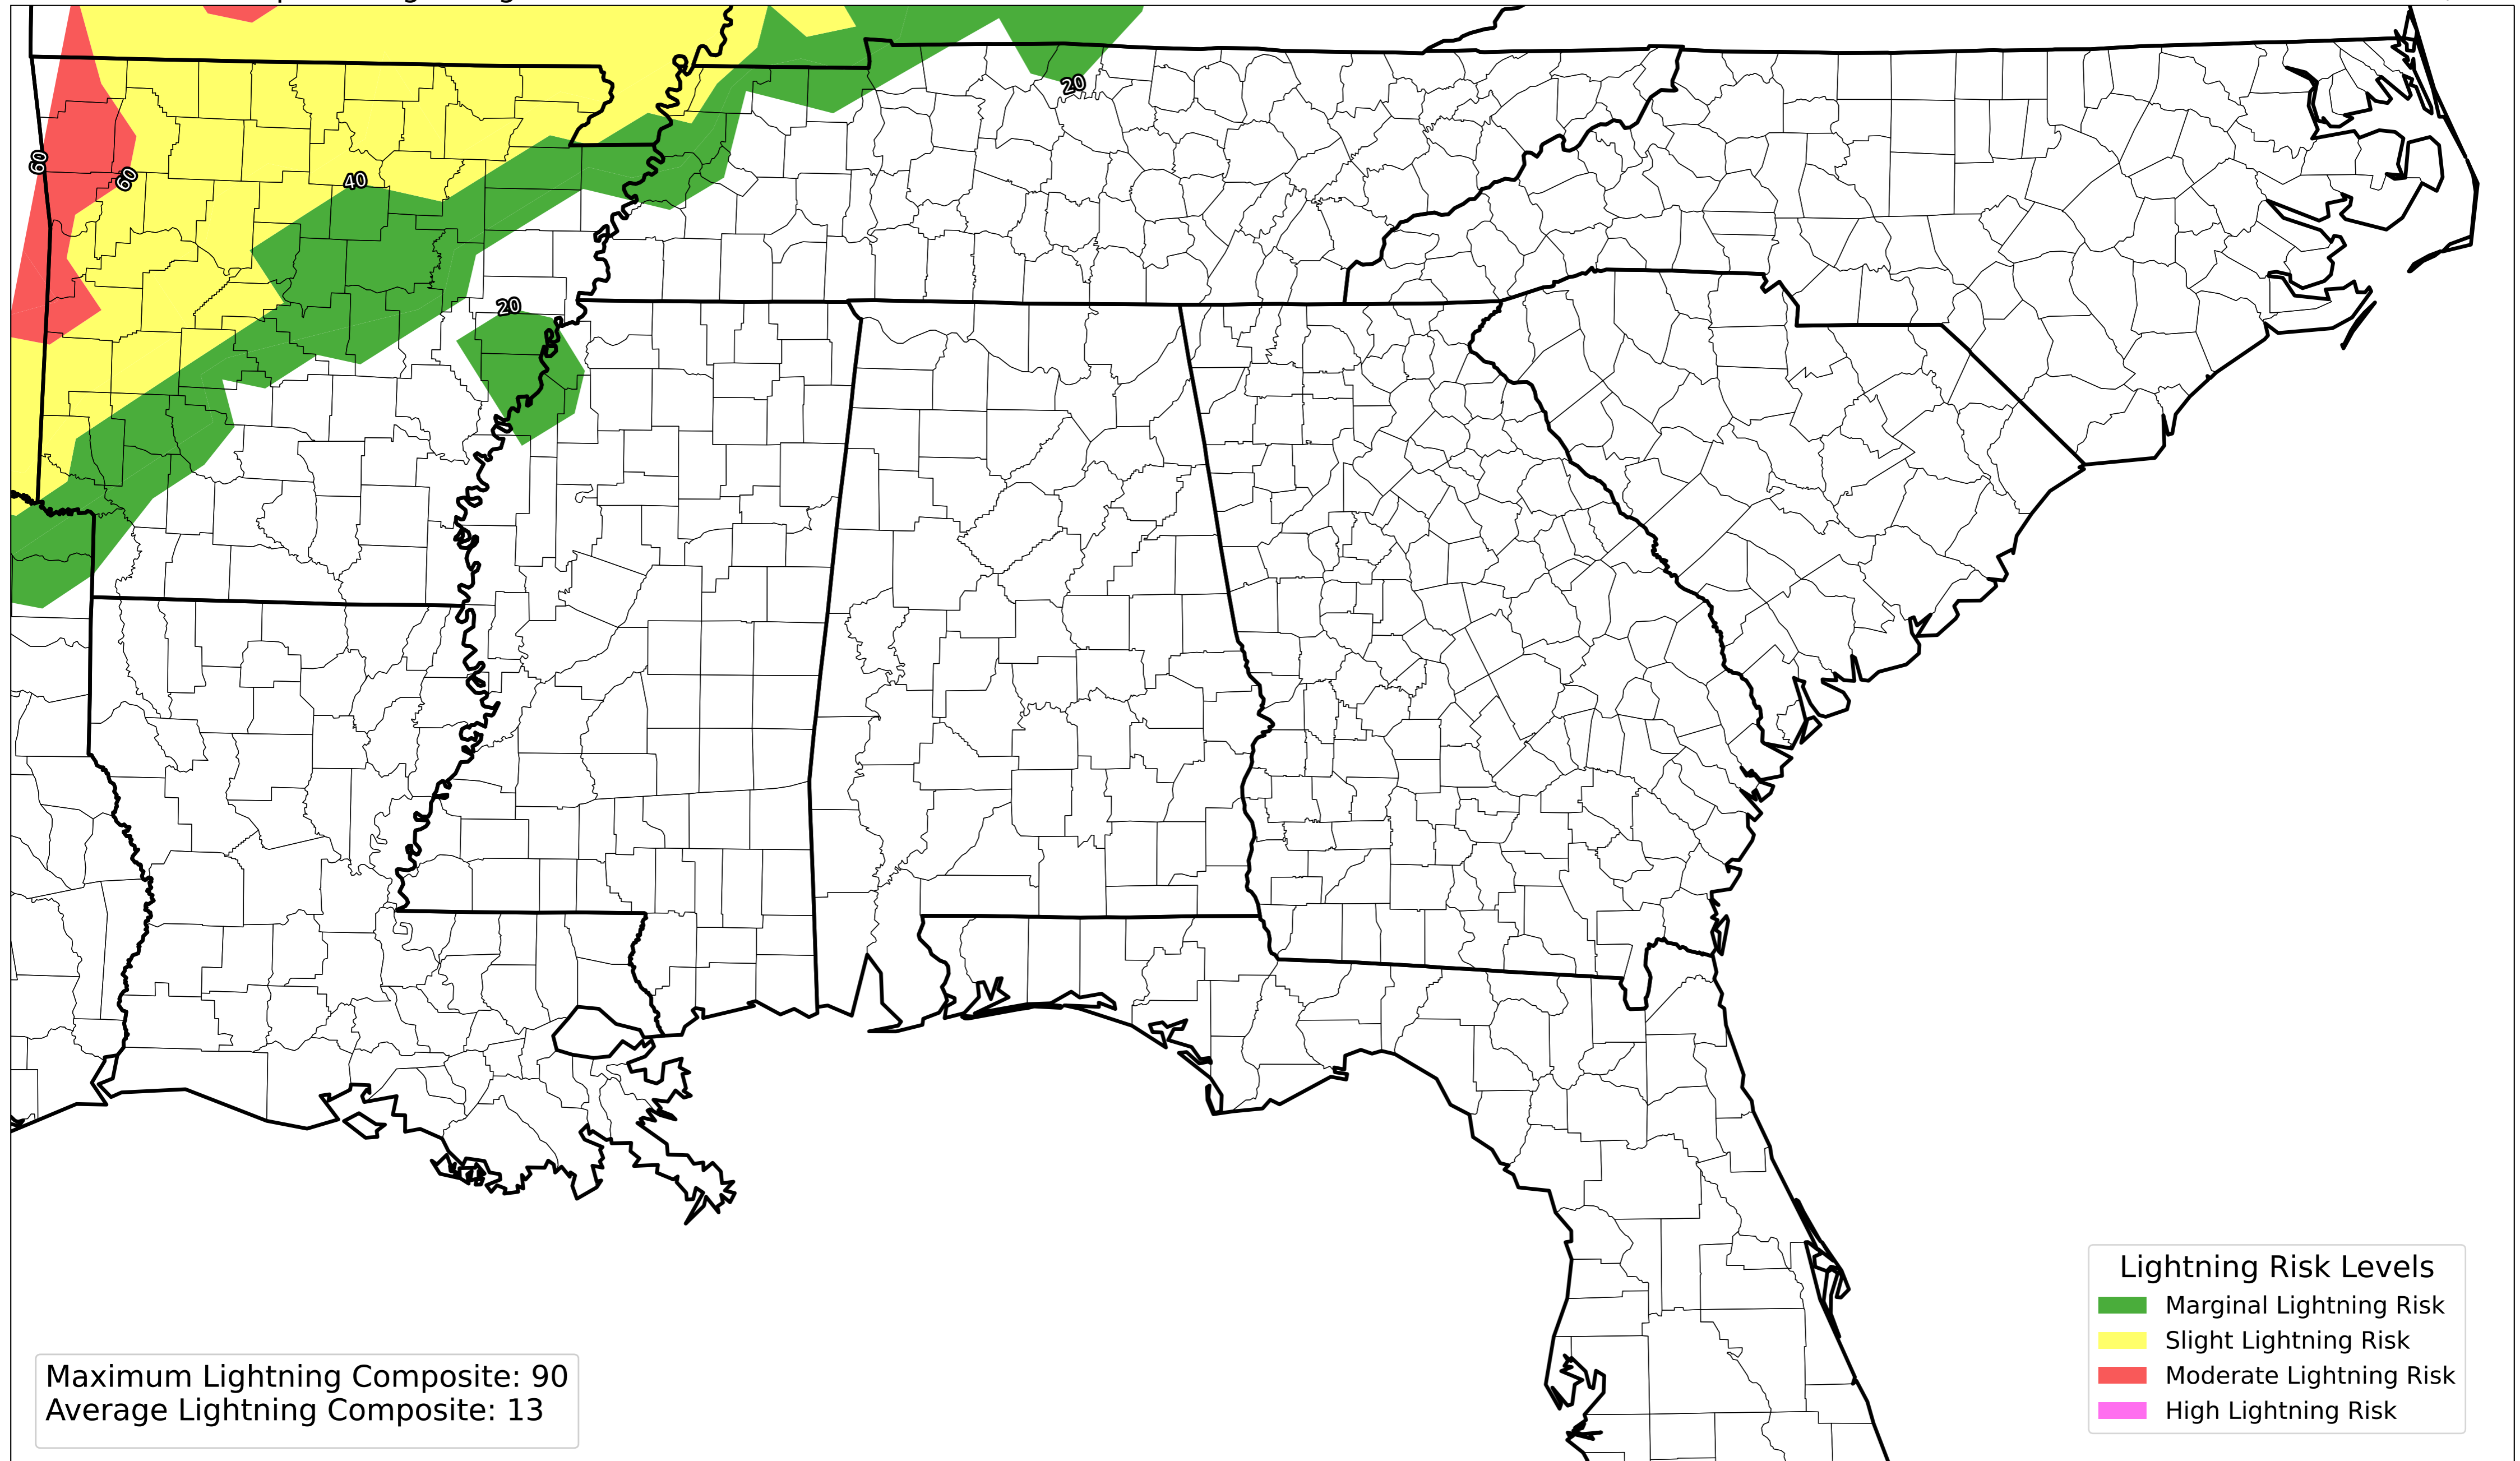 20
60
60
40
20
Lightning Risk Levels
Marginal Lightning Risk
Slight Lightning Risk
Moderate Lightning Risk
High Lightning Risk
Maximum Lightning Composite: 90
Average Lightning Composite: 13